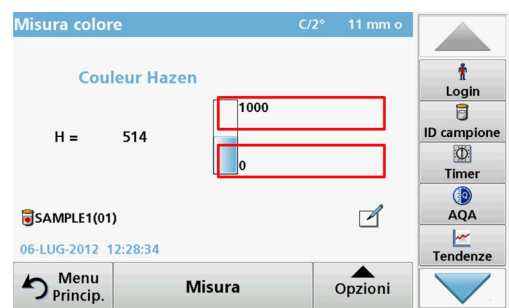 Misura colore C/2° 11 mm o
Couleur Hazen
1000
H = 514
0
SAMPLE1(01)
06-LUG-2012 12:28:34
Menu Princip.
Misura
Opzioni
Login
ID campione
Timer
AQA
Tendenze